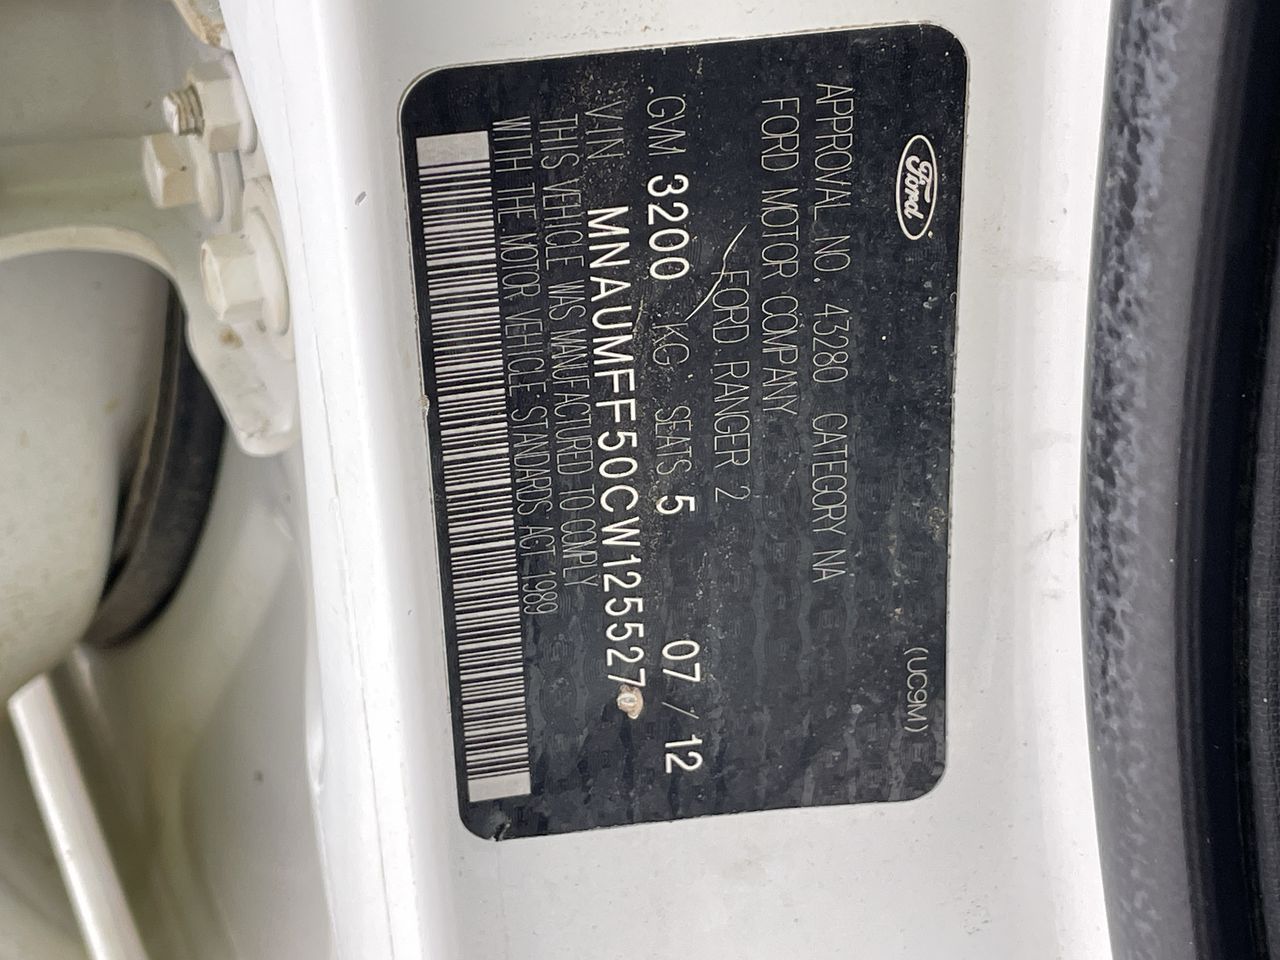 Ford
(UC9M)
APPROVAL NO. 43280 CATEGORY NA
FORD MOTOR COMPANY
FORD RANGER 2
GVM 3200 KG SEATS 5 07 / 12
VIN MNAUMFF50CW125527
THIS VEHICLE WAS MANUFACTURED TO COMPLY
WITH THE MOTOR VEHICLE STANDARDS ACT 1989